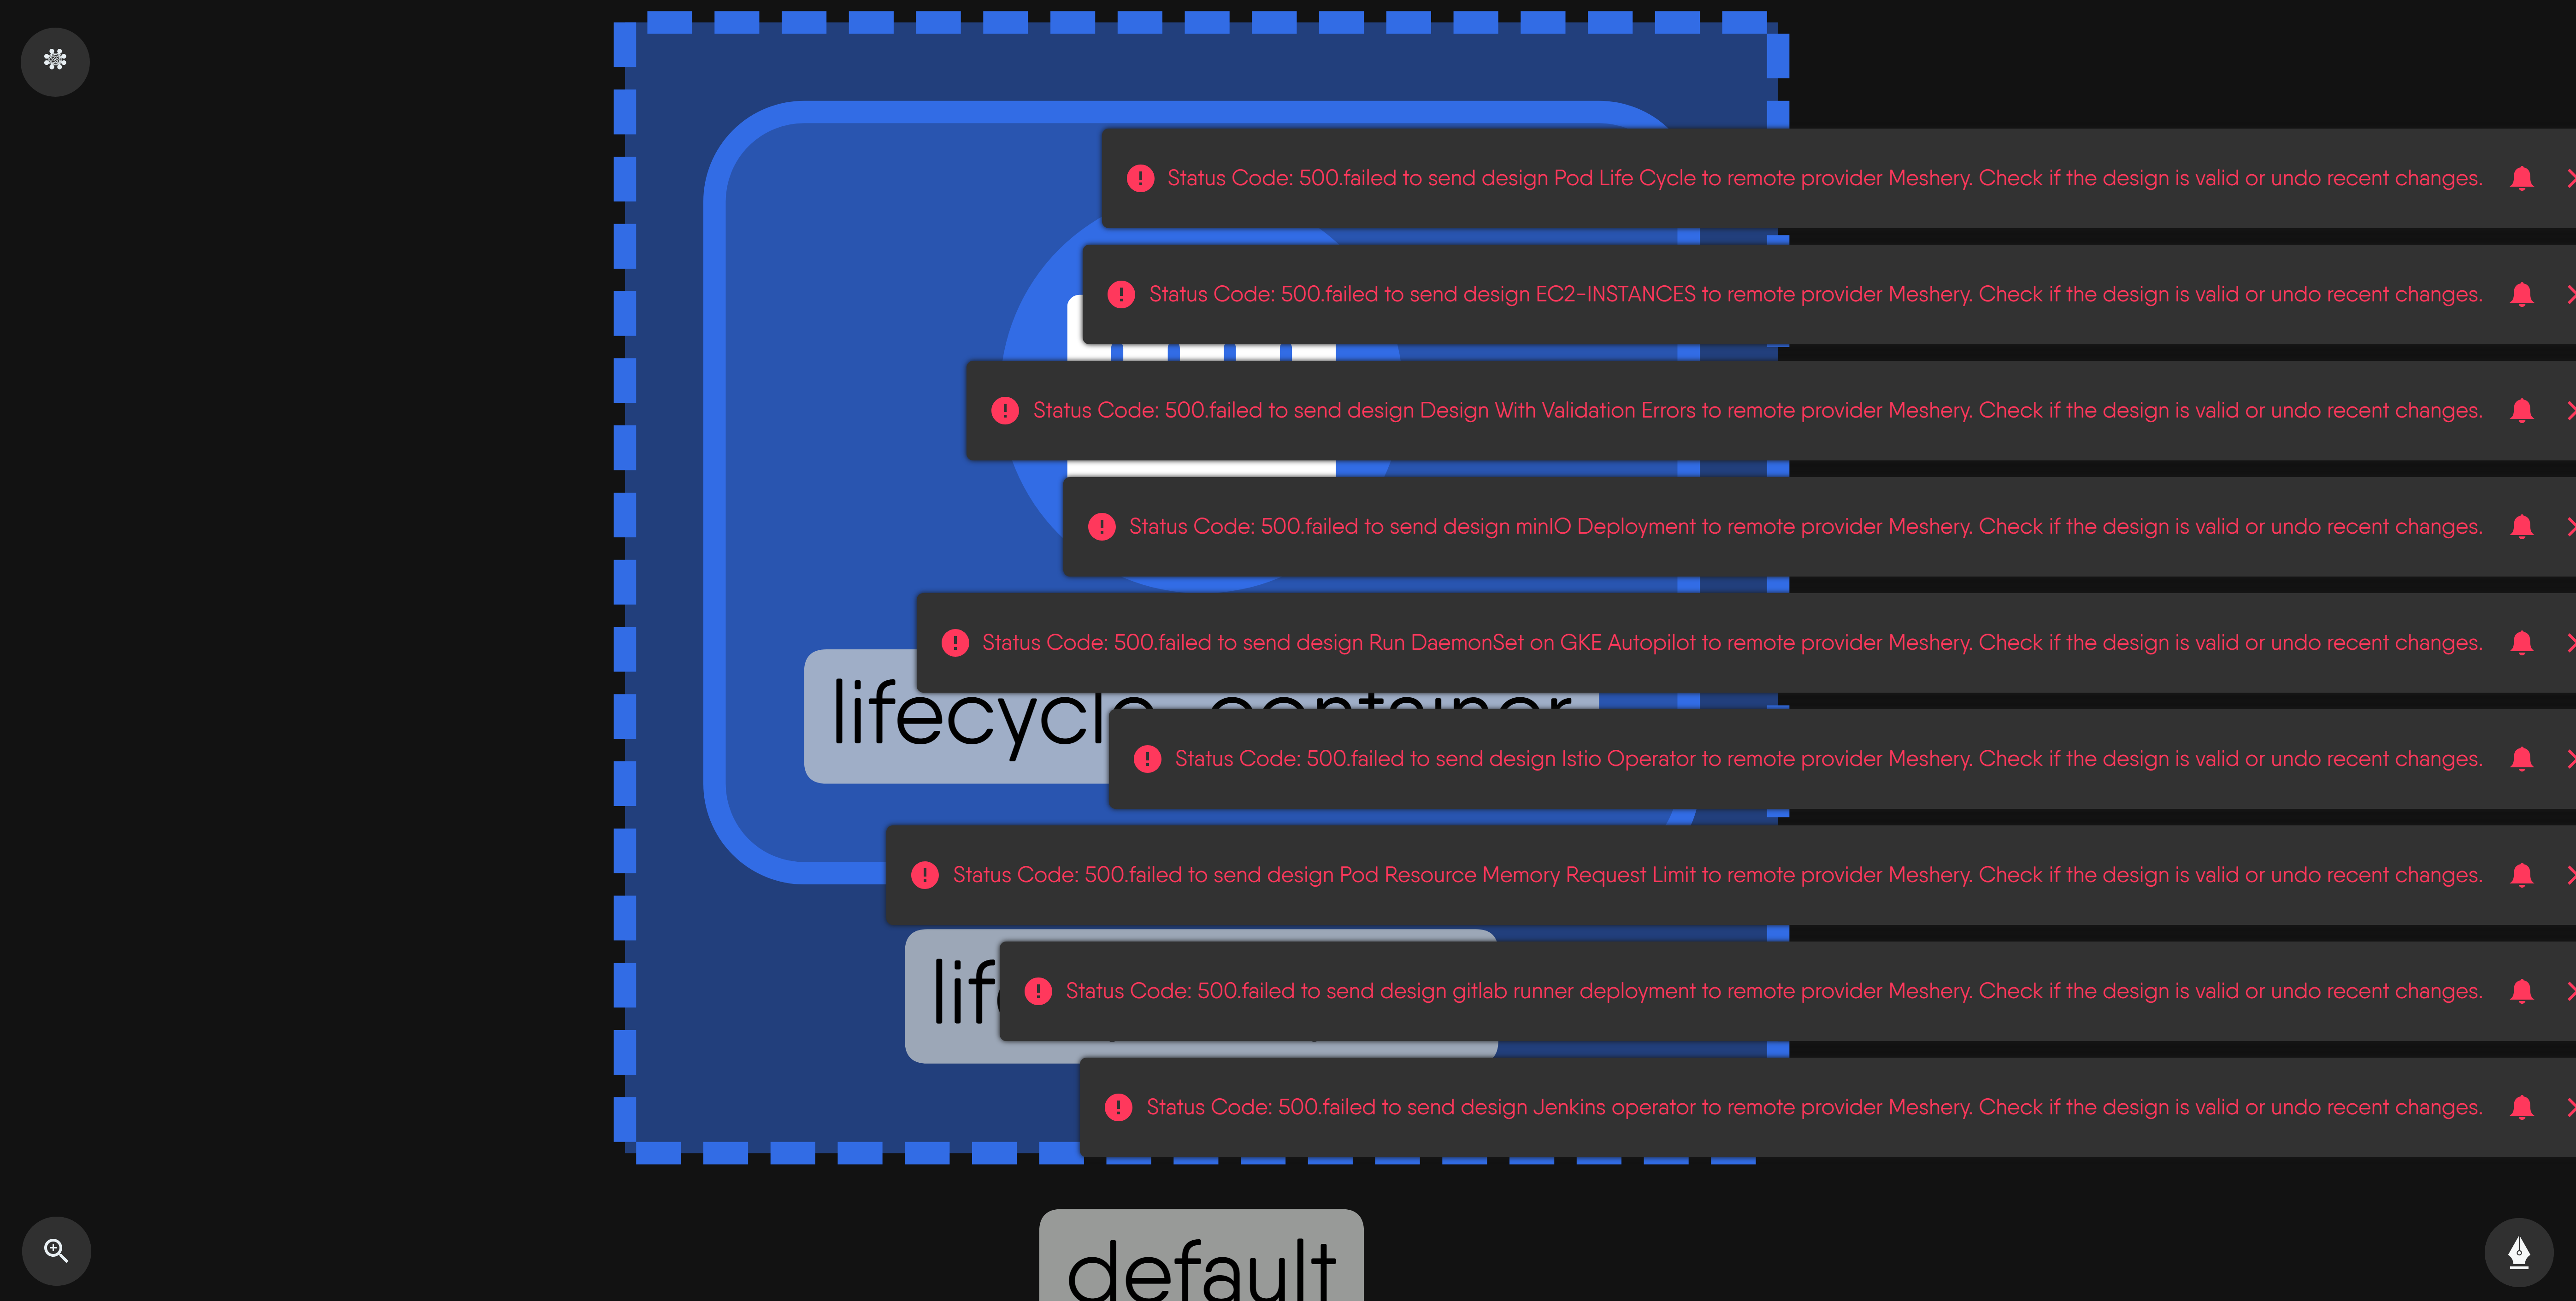 Status Code: 500.failed to send design Pod Life Cycle to remote provider Meshery. Check if the design is valid or undo recent changes.
Status Code: 500.failed to send design EC2-INSTANCES to remote provider Meshery. Check if the design is valid or undo recent changes.
Status Code: 500.failed to send design Design With Validation Errors to remote provider Meshery. Check if the design is valid or undo recent changes.
Status Code: 500.failed to send design minIO Deployment to remote provider Meshery. Check if the design is valid or undo recent changes.
Status Code: 500.failed to send design Run DaemonSet on GKE Autopilot to remote provider Meshery. Check if the design is valid or undo recent changes.
lifecycle-container
Status Code: 500.failed to send design Istio Operator to remote provider Meshery. Check if the design is valid or undo recent changes.
Status Code: 500.failed to send design Pod Resource Memory Request Limit to remote provider Meshery. Check if the design is valid or undo recent changes.
Status Code: 500.failed to send design gitlab runner deployment to remote provider Meshery. Check if the design is valid or undo recent changes.
Status Code: 500.failed to send design Jenkins operator to remote provider Meshery. Check if the design is valid or undo recent changes.
default